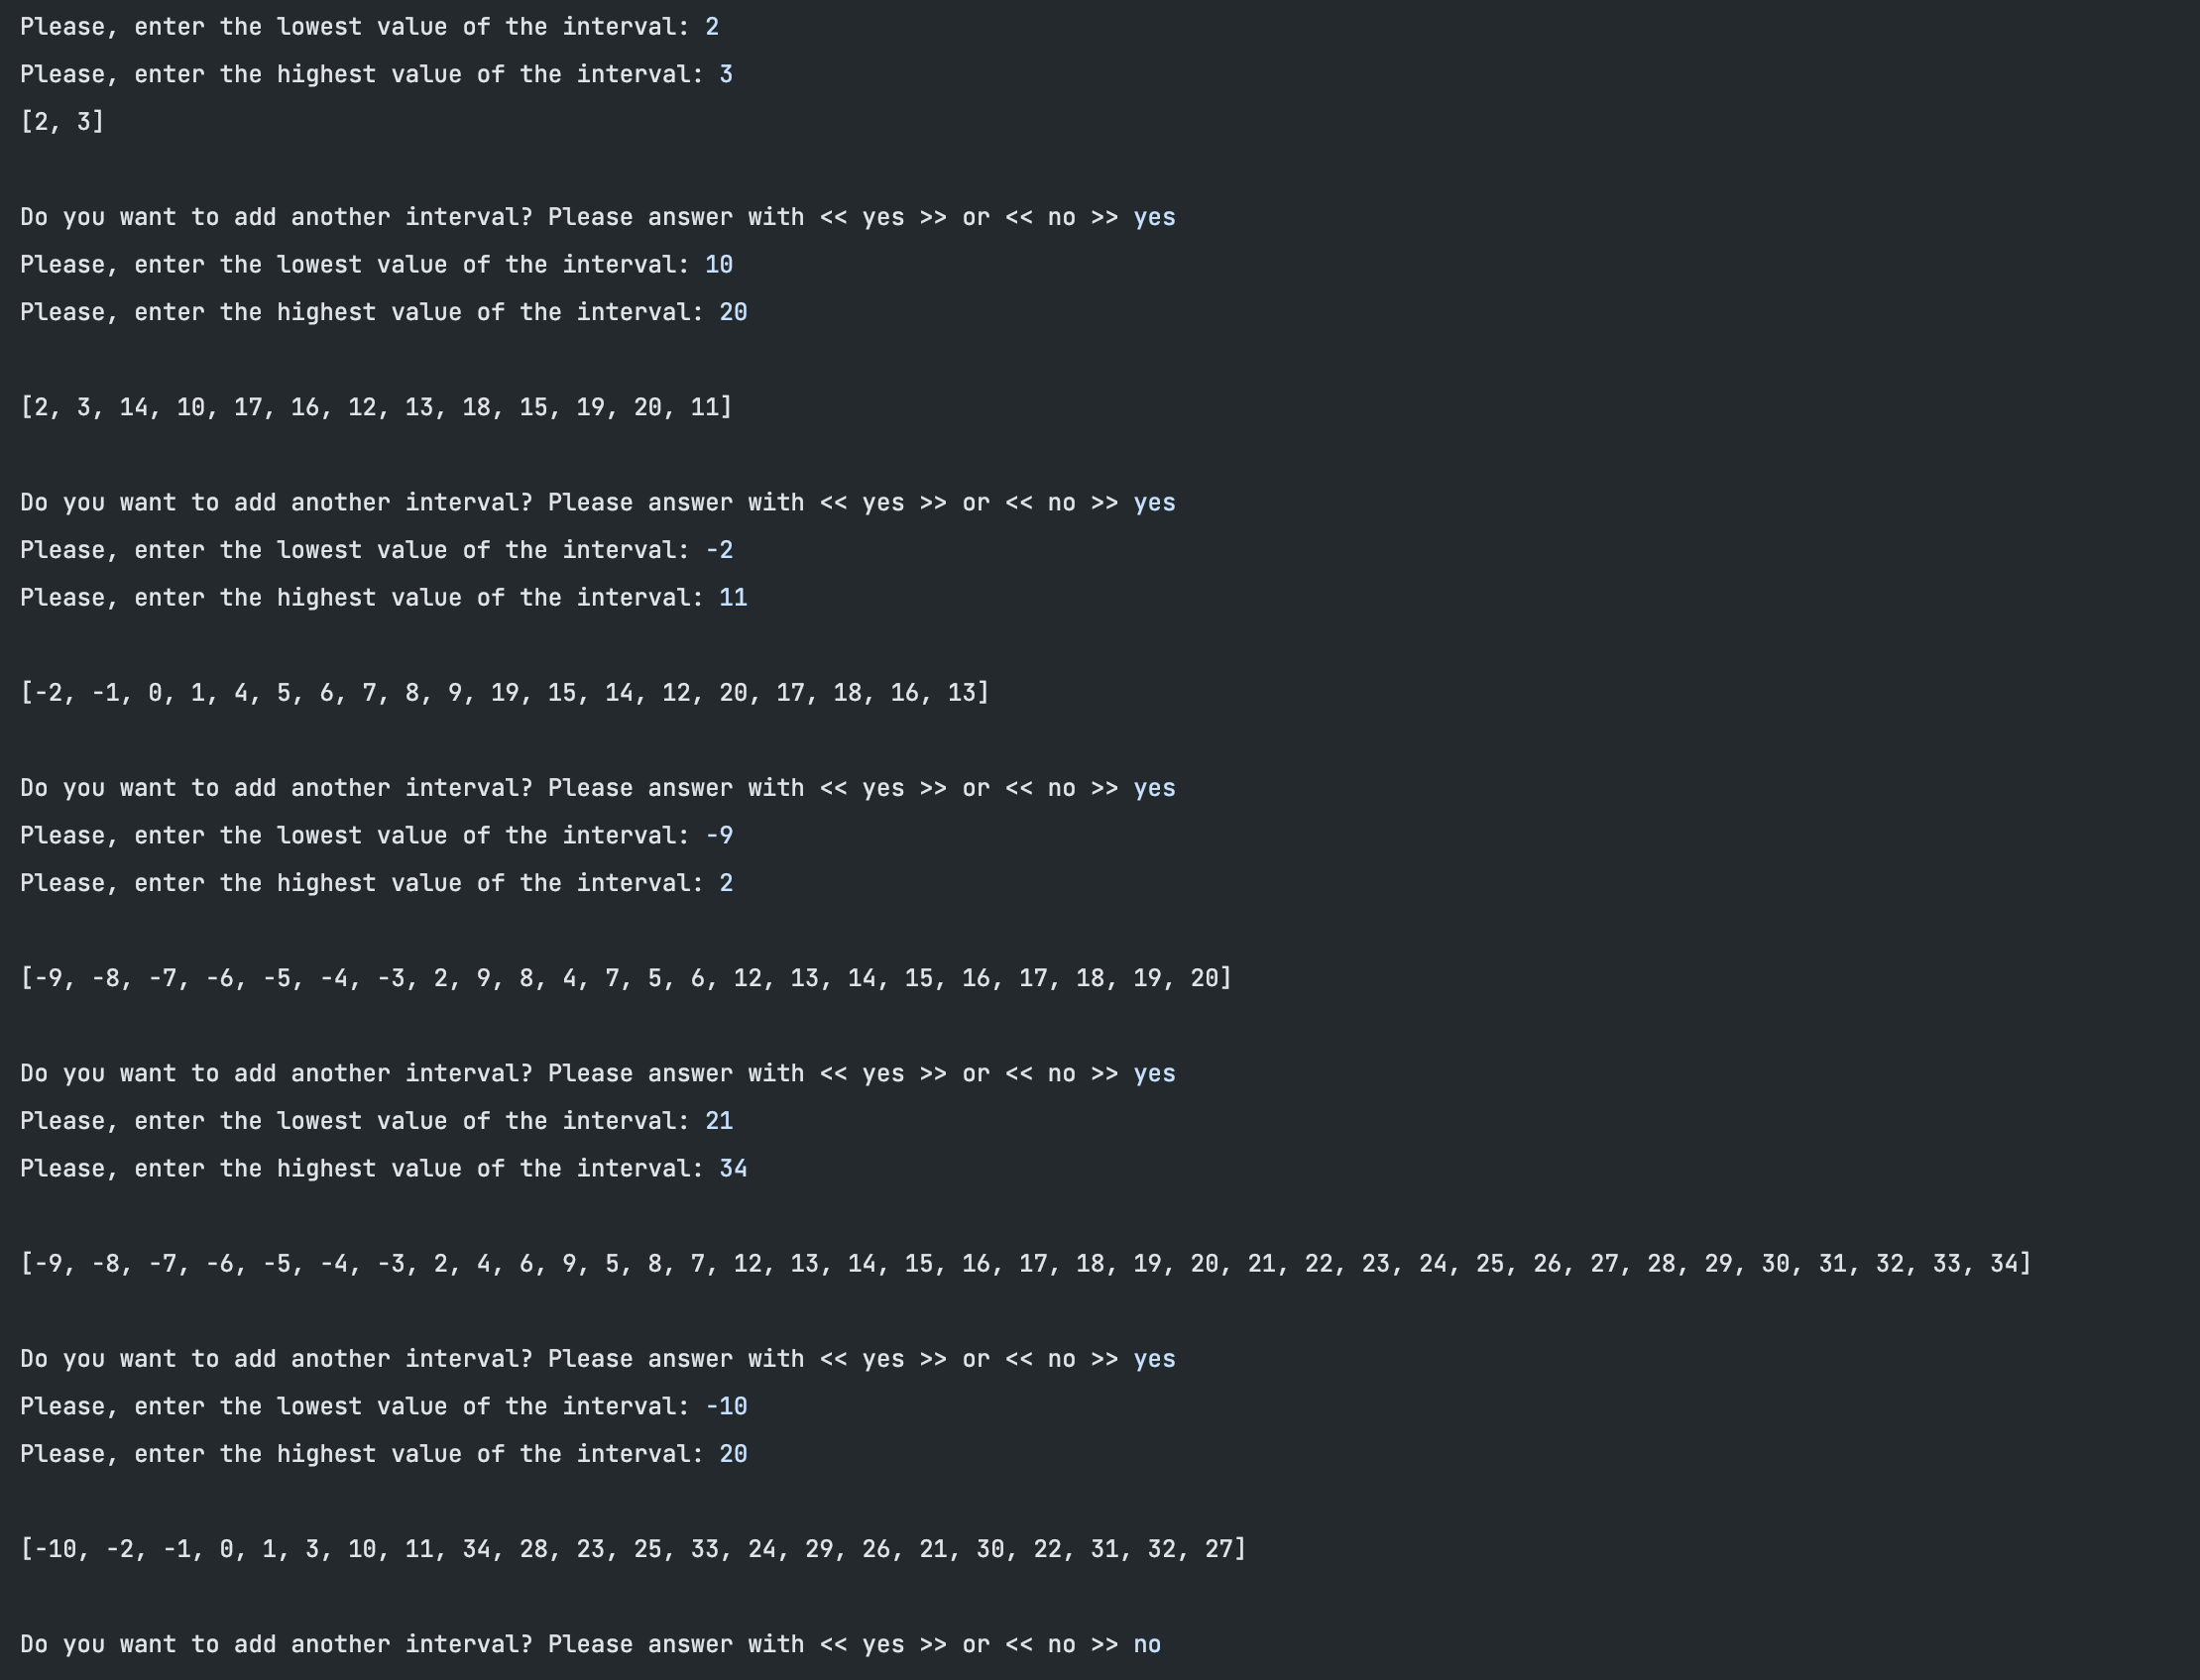 Please, enter the lowest value of the interval: 2
Please, enter the highest value of the interval: 3
[2, 3]
Do you want to add another interval? Please answer with << yes >> or << no >> yes
Please, enter the lowest value of the interval: 10
Please, enter the highest value of the interval: 20
[2, 3, 14, 10, 17, 16, 12, 13, 18, 15, 19, 20, 11]
Do you want to add another interval? Please answer with << yes >> or << no >> yes
Please, enter the lowest value of the interval: -2
Please, enter the highest value of the interval: 11
[-2, -1, 0, 1, 4, 5, 6, 7, 8, 9, 19, 15, 14, 12, 20, 17, 18, 16, 13]
Do you want to add another interval? Please answer with << yes >> or << no >> yes
Please, enter the lowest value of the interval: -9
Please, enter the highest value of the interval: 2
[-9, -8, -7, -6, -5, -4, -3, 2, 9, 8, 4, 7, 5, 6, 12, 13, 14, 15, 16, 17, 18, 19, 20]
Do you want to add another interval? Please answer with << yes >> or << no >> yes
Please, enter the lowest value of the interval: 21
Please, enter the highest value of the interval: 34
[-9, -8, -7, -6, -5, -4, -3, 2, 4, 6, 9, 5, 8, 7, 12, 13, 14, 15, 16, 17, 18, 19, 20, 21, 22, 23, 24, 25, 26, 27, 28, 29, 30, 31, 32, 33, 34]
Do you want to add another interval? Please answer with << yes >> or << no >> yes
Please, enter the lowest value of the interval: -10
Please, enter the highest value of the interval: 20
[-10, -2, -1, 0, 1, 3, 10, 11, 34, 28, 23, 25, 33, 24, 29, 26, 21, 30, 22, 31, 32, 27]
Do you want to add another interval? Please answer with << yes >> or << no >> no